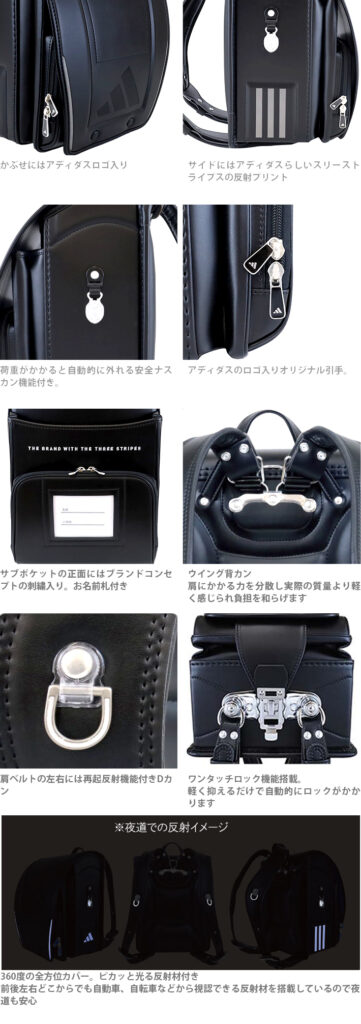 かぶせにはアディダスロゴ入り
サイドにはアディダスらしいスリースト
ライプスの反射プリント
荷重がかかると自動的に外れる安全ナス
カン機能付き。
アディダスのロゴ入りオリジナル引手。
THE BRAND WITH THE THREE STRIPES
サブポケットの正面にはブランドコンセ
プトの刺繍入り。お名前札付き
ウイング背カン
肩にかかる力を分散し実際の質量より軽
く感じられ負担を和らげます
肩ベルトの左右には再起反射機能付きDカ
ン
ワンタッチロック機能搭載。
軽く抑えるだけで自動的にロックがかか
ります
※夜道での反射イメージ
360度の全方位カバー。ピカッと光る反射材付き
前後左右どこからでも自動車、自転車などから視認できる反射材を搭載しているので夜
道も安心